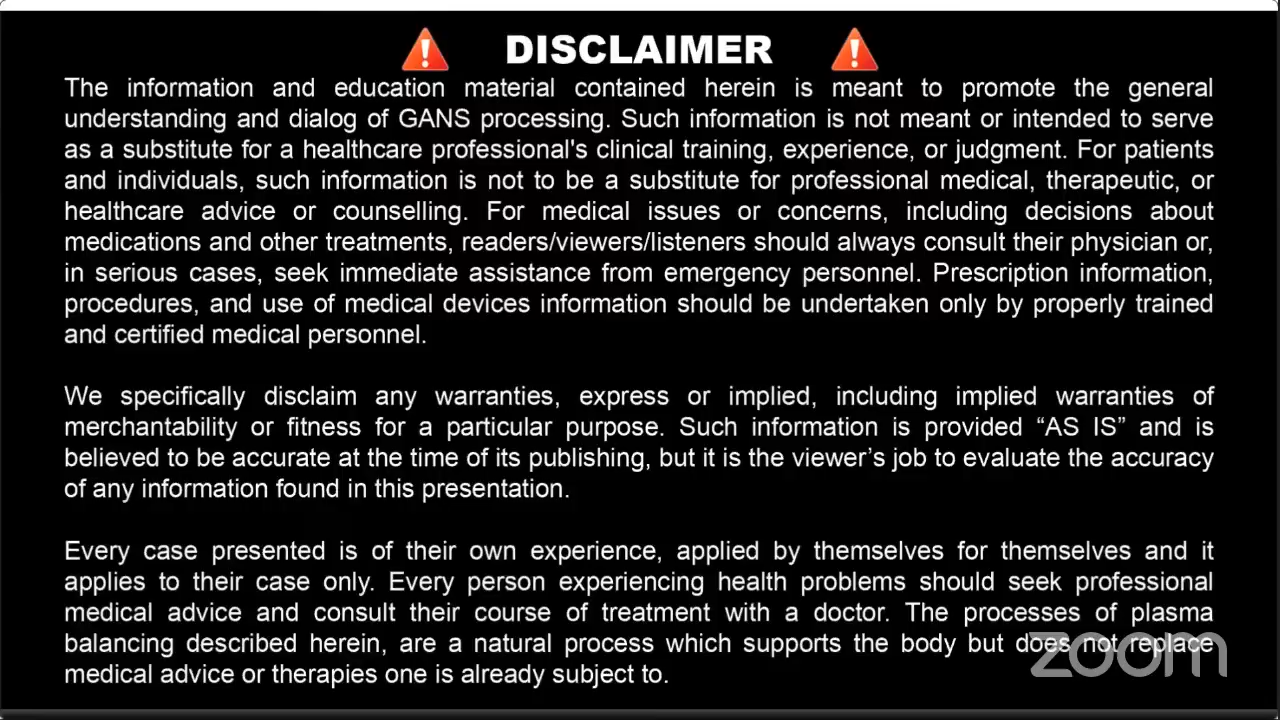 DISCLAIMER
The information and education material contained herein is meant to promote the general
understanding and dialog of GANS processing. Such information is not meant or intended to serve
as a substitute for a healthcare professional's clinical training, experience, or judgment. For patients
and individuals, such information is not to be a substitute for professional medical, therapeutic, or
healthcare advice or counselling. For medical issues or concerns, including decisions about
medications and other treatments, readers/viewers/listeners should always consult their physician or,
in serious cases, seek immediate assistance from emergency personnel. Prescription information,
procedures, and use of medical devices information should be undertaken only by properly trained
and certified medical personnel.
We specifically disclaim any warranties, express or implied, including implied warranties of
merchantability or fitness for a particular purpose. Such information is provided “AS IS” and is
believed to be accurate at the time of its publishing, but it is the viewer’s job to evaluate the accuracy
of any information found in this presentation.
Every case presented is of their own experience, applied by themselves for themselves and it
applies to their case only. Every person experiencing health problems should seek professional
medical advice and consult their course of treatment with a doctor. The processes of plasma
balancing described herein, are a natural process which supports the body but does not replace
medical advice or therapies one is already subject to.
zoom